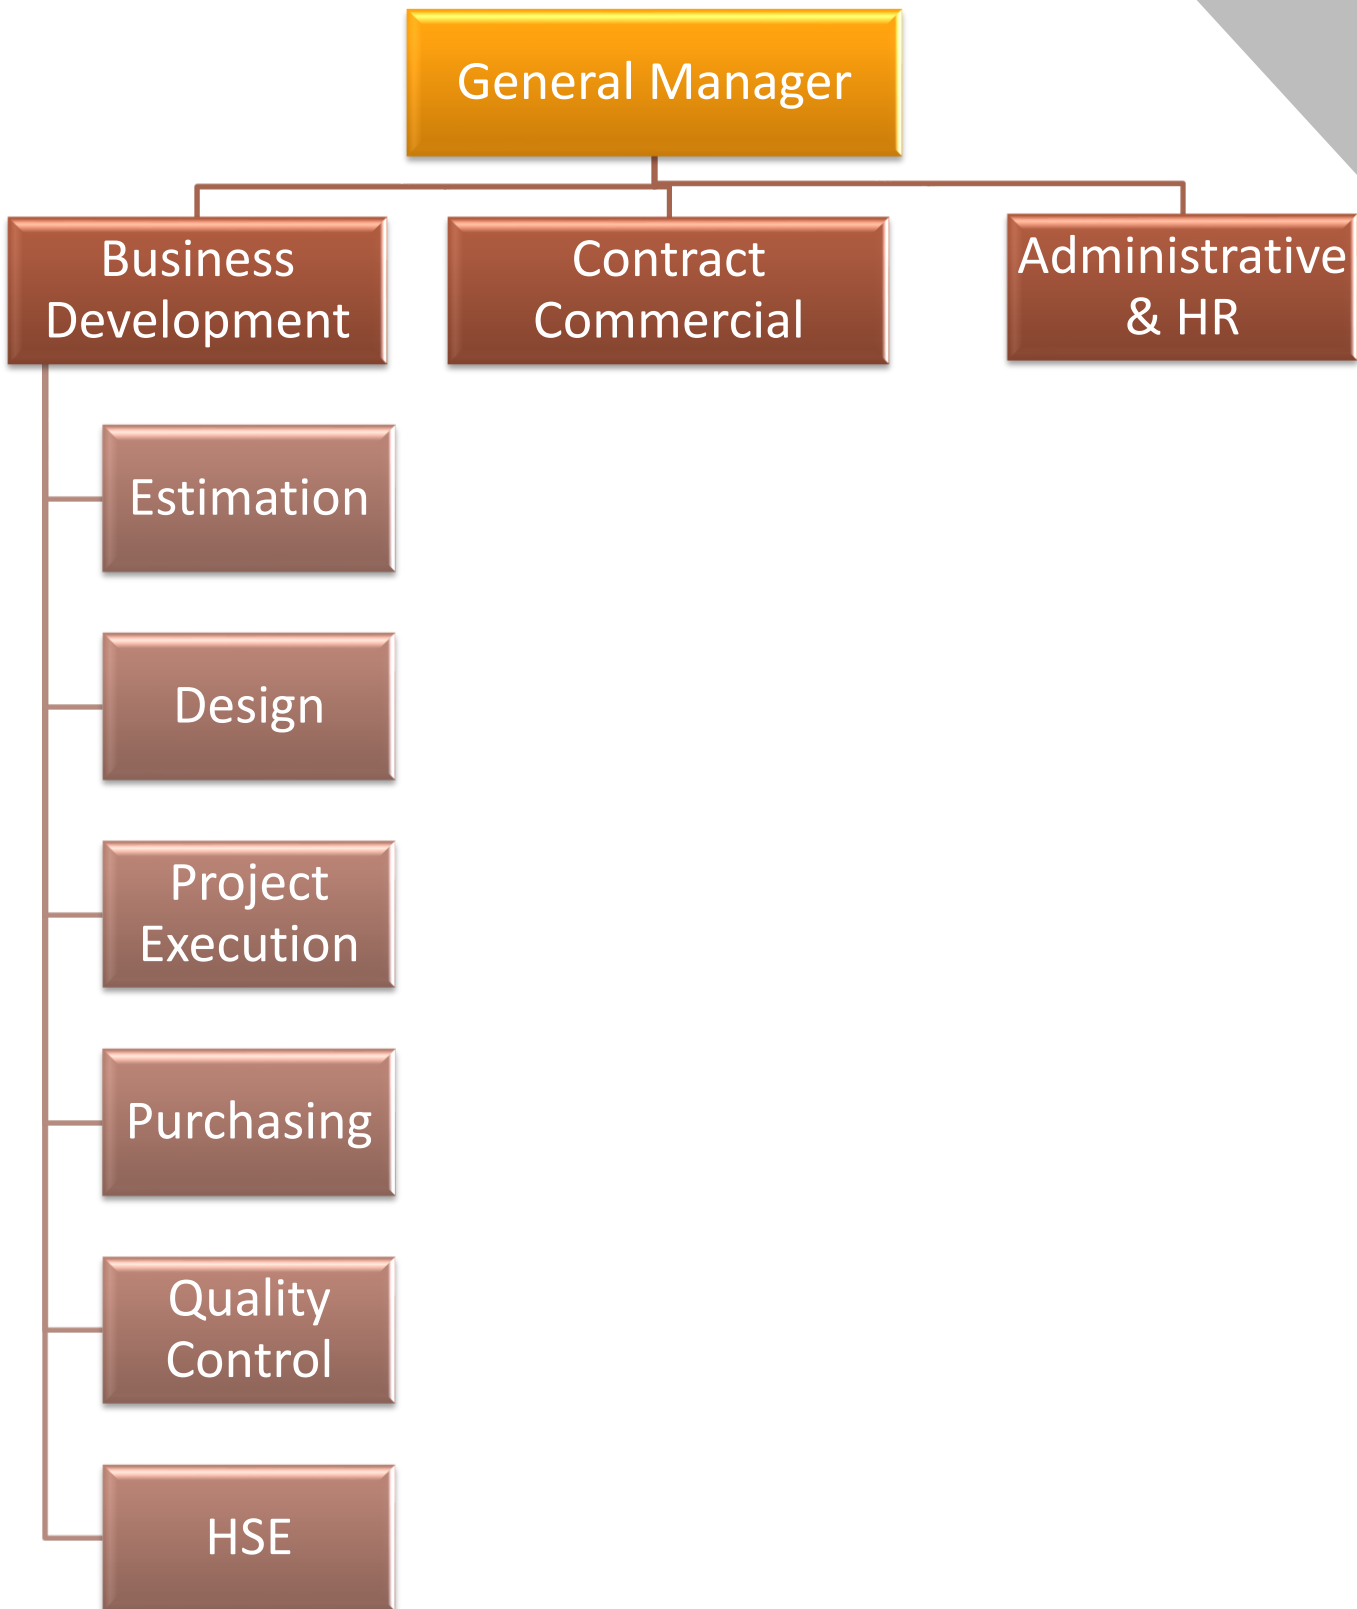 General Manager
Business
Development
Contract
Commercial
Administrative
& HR
Estimation
Design
Project
Execution
Purchasing
Quality
Control
HSE